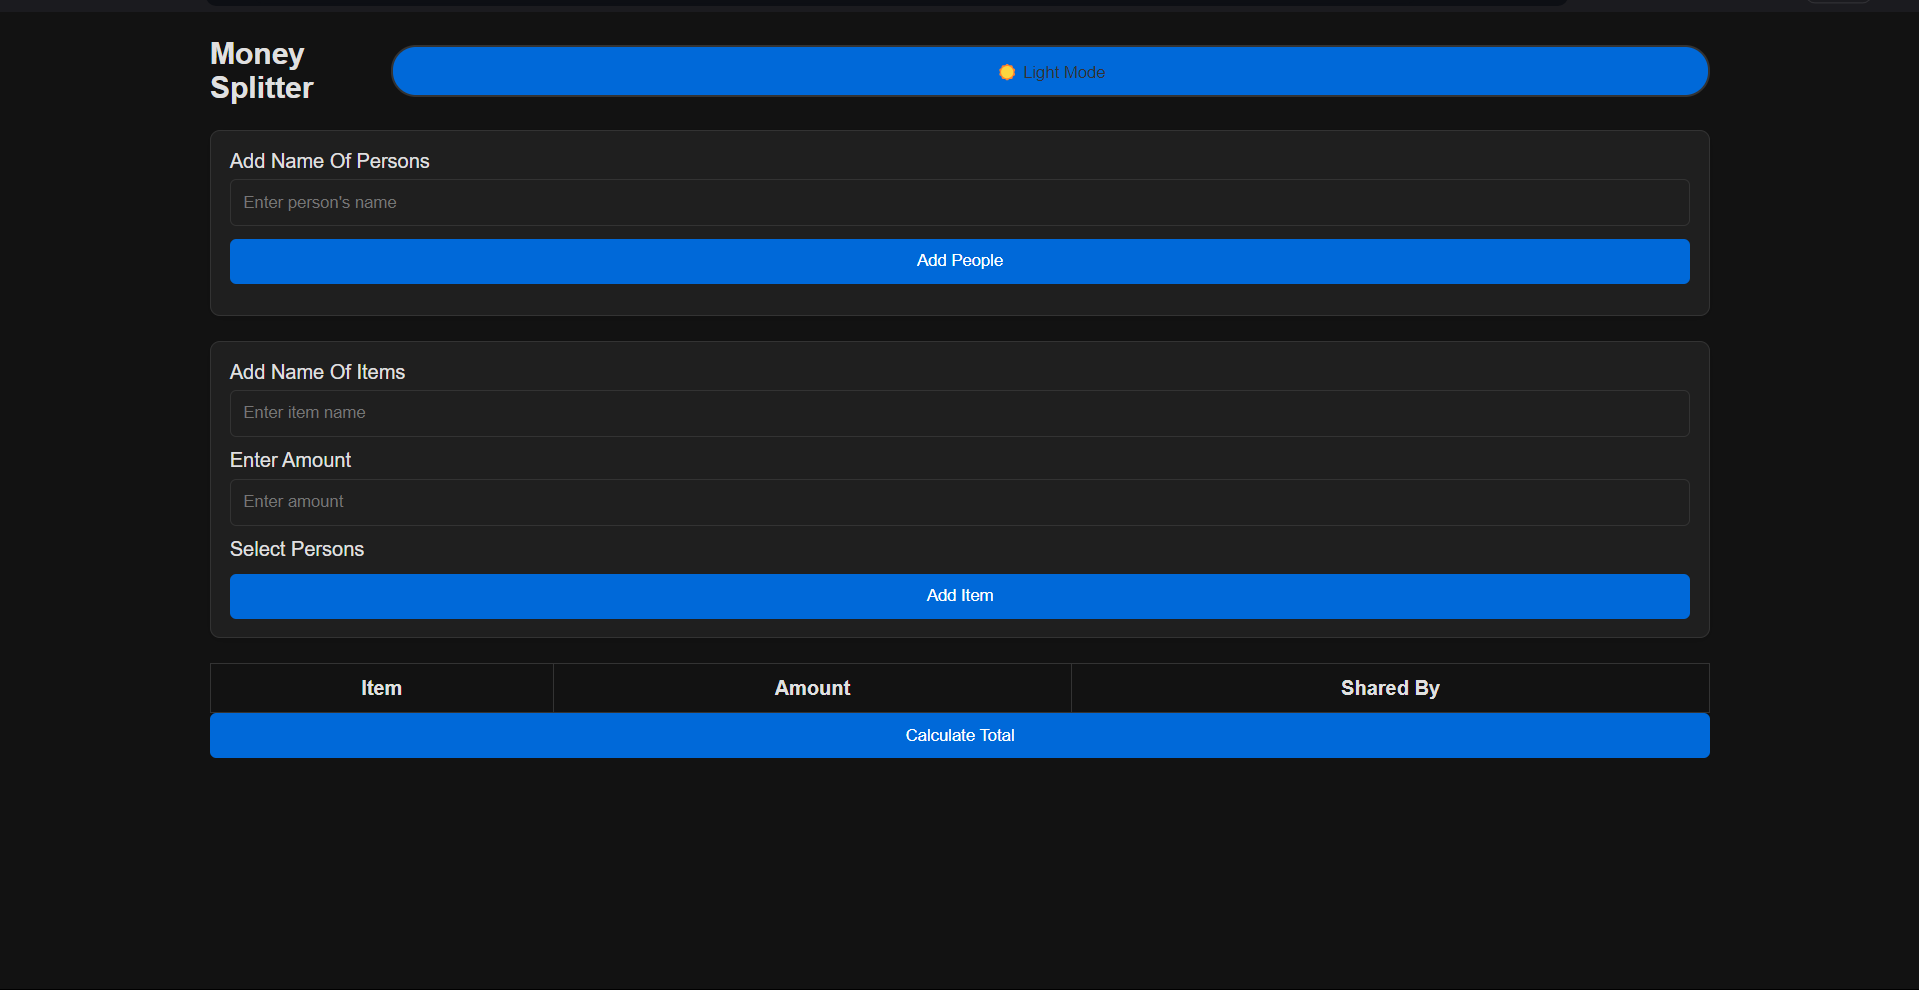 Money
Splitter
Light Mode
Add Name Of Persons
Enter person's name
Add People
Add Name Of Items
Enter item name
Enter Amount
Enter amount
Select Persons
Add Item
Item Amount Shared By
Calculate Total